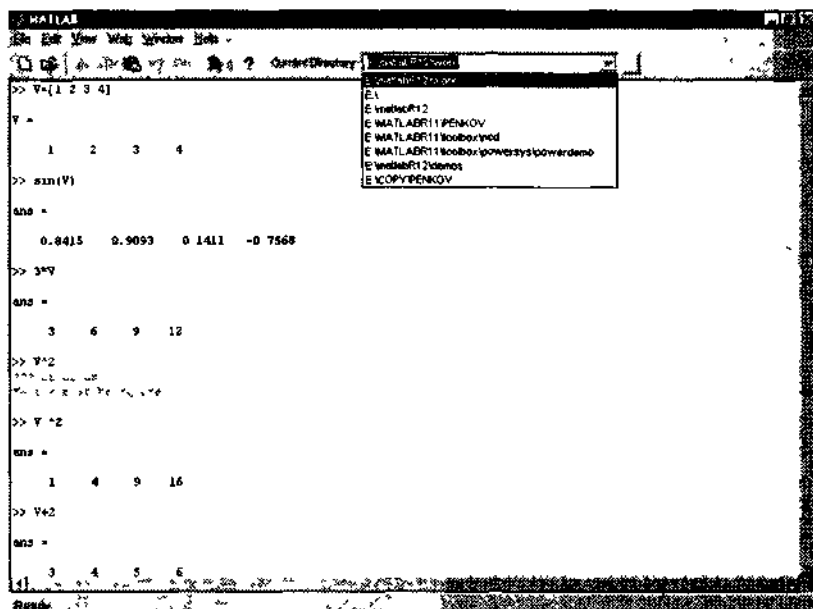 MATLAB
File Edit View Web Window Help
? Current Directory:
E:\
E:\matlabR12
E:\MATLABR11\PENKOV
E:\MATLABR11\toolbox\ncd
E:\MATLABR11\toolbox\powersys\powerdemo
E:\matlabR12\demos
E:\COPY\PENKOV
>> V=[1 2 3 4]
V =
1 2 3 4
>> sin(V)
ans =
0.8415 0.9093 0 1411 -0 7568
>> 3*V
ans =
3 6 9 12
>> V^2
>> V ^2
ans =
1 4 9 16
>> V+2
ans =
3 4 5 6
Ready